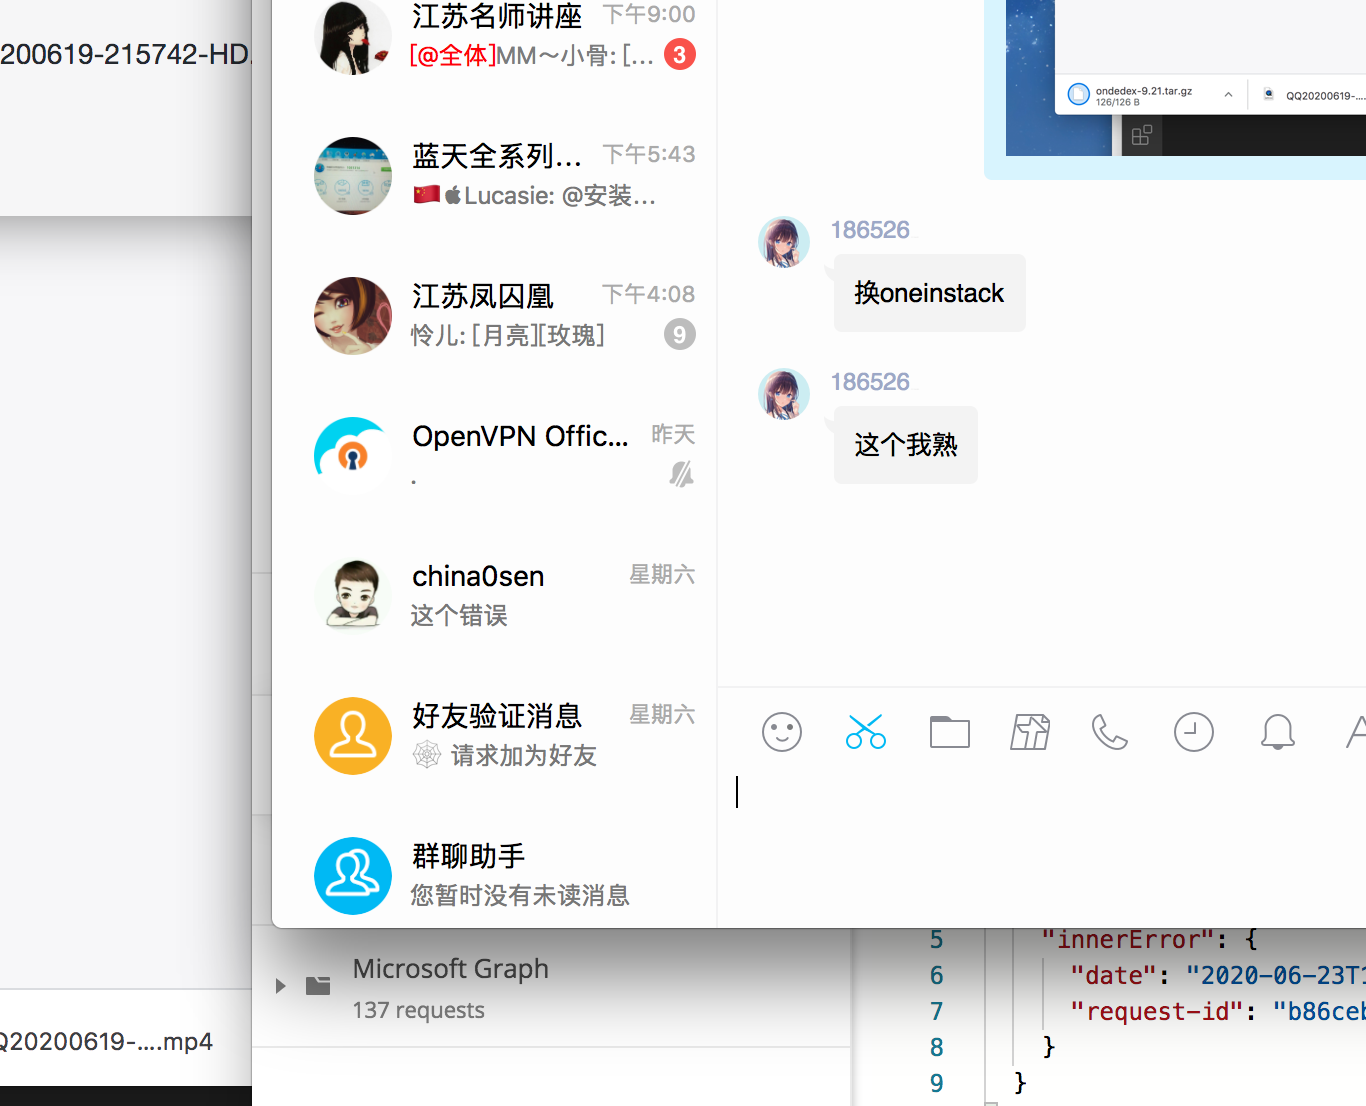 200619-215742-HD.
江苏名师讲座 下午9:00
[@全体]MM～小骨: [... 3
蓝天全系列... 下午5:43
Lucasie: @安装...
江苏凤囚凰 下午4:08
怜儿: [月亮][玫瑰] 9
OpenVPN Offic... 昨天
.
china0sen 星期六
这个错误
好友验证消息 星期六
请求加为好友
群聊助手
您暂时没有未读消息
ondedex-9.21.tar.gz
126/126 B
QQ20200619-....
186526
换oneinstack
186526
这个我熟
Microsoft Graph
137 requests
Q20200619-....mp4
5 "innerError": {
6 "date": "2020-06-23T1
7 "request-id": "b86ceb
8 }
9 }